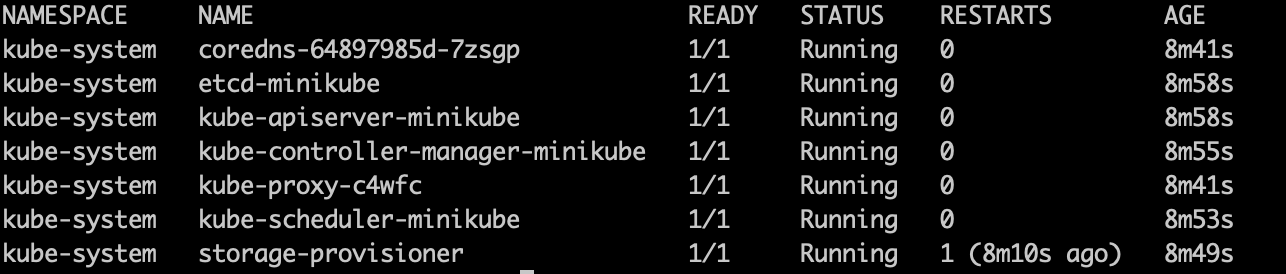 NAMESPACE NAME READY STATUS RESTARTS AGE
kube-system coredns-64897985d-7zsgp 1/1 Running 0 8m41s
kube-system etcd-minikube 1/1 Running 0 8m58s
kube-system kube-apiserver-minikube 1/1 Running 0 8m58s
kube-system kube-controller-manager-minikube 1/1 Running 0 8m55s
kube-system kube-proxy-c4wfc 1/1 Running 0 8m41s
kube-system kube-scheduler-minikube 1/1 Running 0 8m53s
kube-system storage-provisioner 1/1 Running 1 (8m10s ago) 8m49s